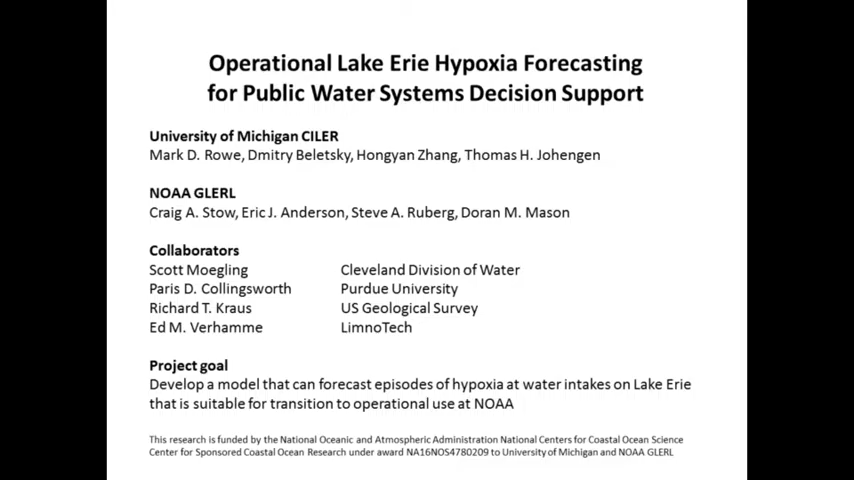 Operational Lake Erie Hypoxia Forecasting
for Public Water Systems Decision Support
University of Michigan CILER
Mark D. Rowe, Dmitry Beletsky, Hongyan Zhang, Thomas H. Johengen
NOAA GLERL
Craig A. Stow, Eric J. Anderson, Steve A. Ruberg, Doran M. Mason
Collaborators
Scott Moegling Cleveland Division of Water
Paris D. Collingsworth Purdue University
Richard T. Kraus US Geological Survey
Ed M. Verhamme LimnoTech
Project goal
Develop a model that can forecast episodes of hypoxia at water intakes on Lake Erie
that is suitable for transition to operational use at NOAA
This research is funded by the National Oceanic and Atmospheric Administration National Centers for Coastal Ocean Science
Center for Sponsored Coastal Ocean Research under award NA16NOS4780209 to University of Michigan and NOAA GLERL